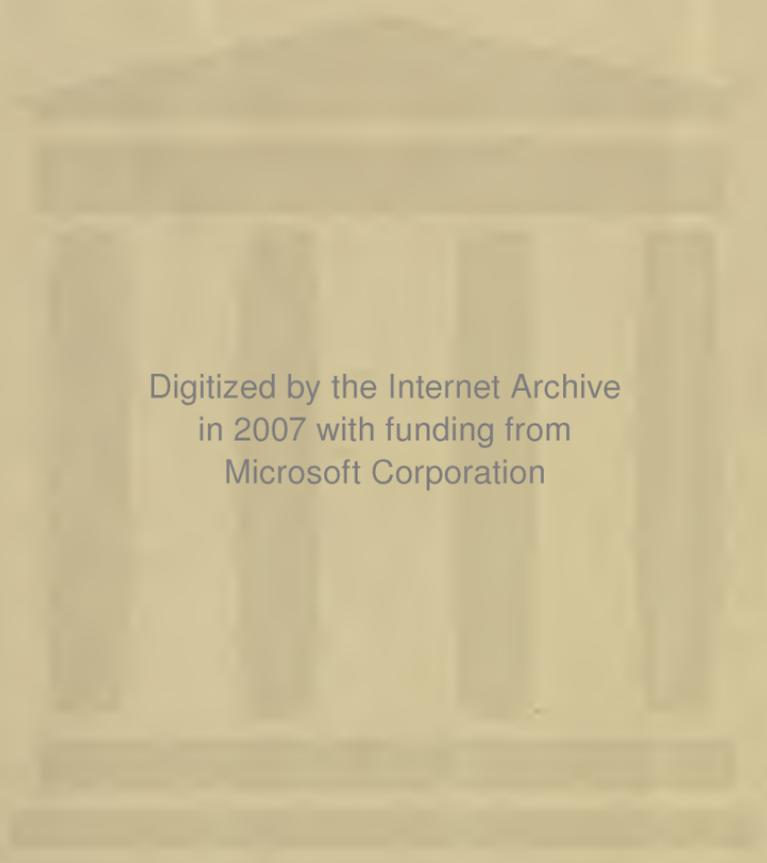 Digitized by the Internet Archive
in 2007 with funding from
Microsoft Corporation